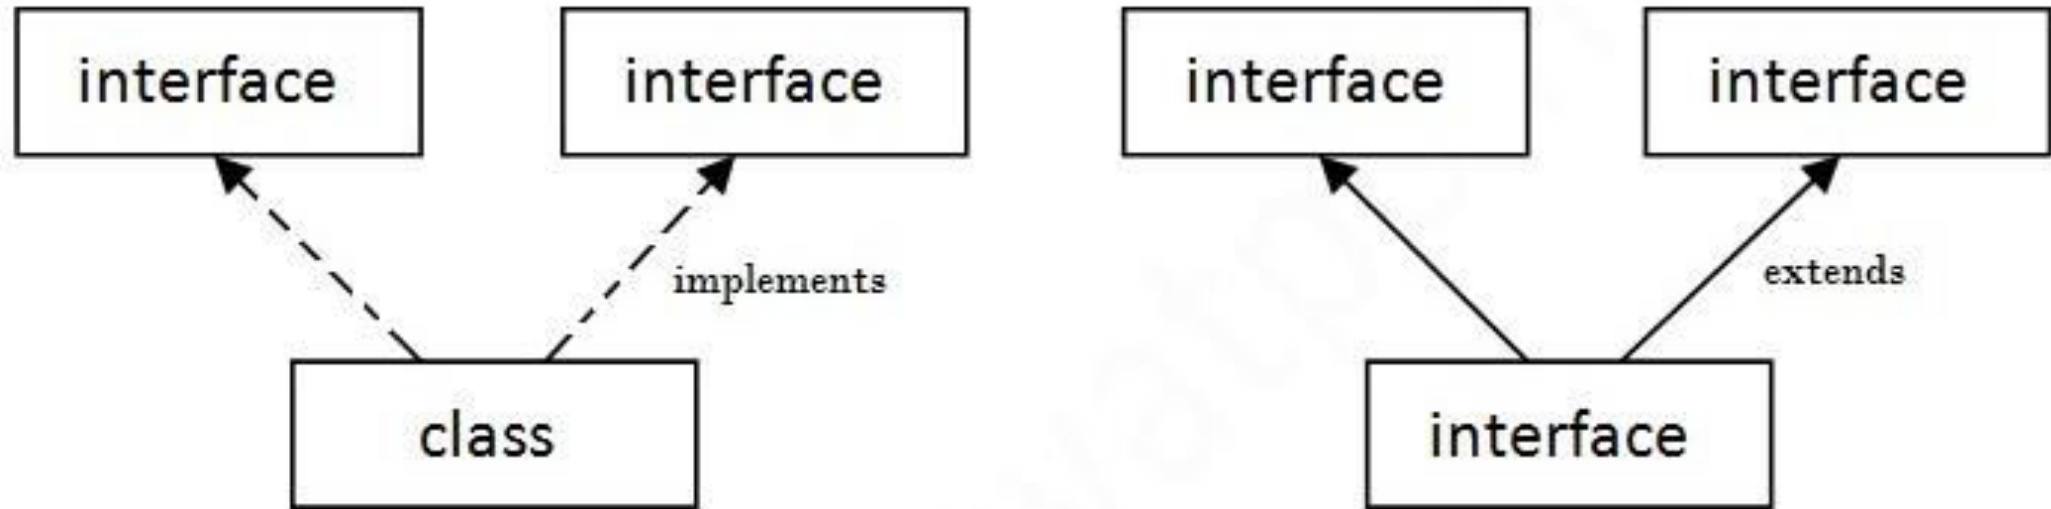 interface interface interface interface
implements extends
class interface